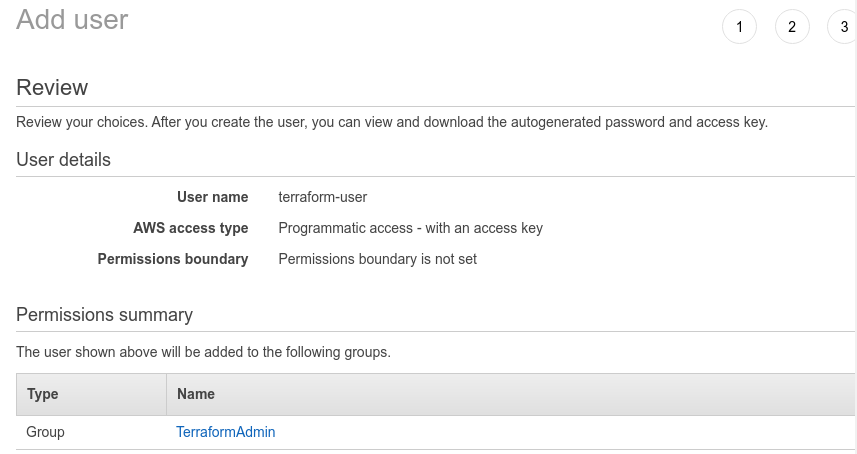 Add user
1 2 3
Review
Review your choices. After you create the user, you can view and download the autogenerated password and access key.
User details
User name terraform-user
AWS access type Programmatic access - with an access key
Permissions boundary Permissions boundary is not set
Permissions summary
The user shown above will be added to the following groups.
Type Name
Group TerraformAdmin